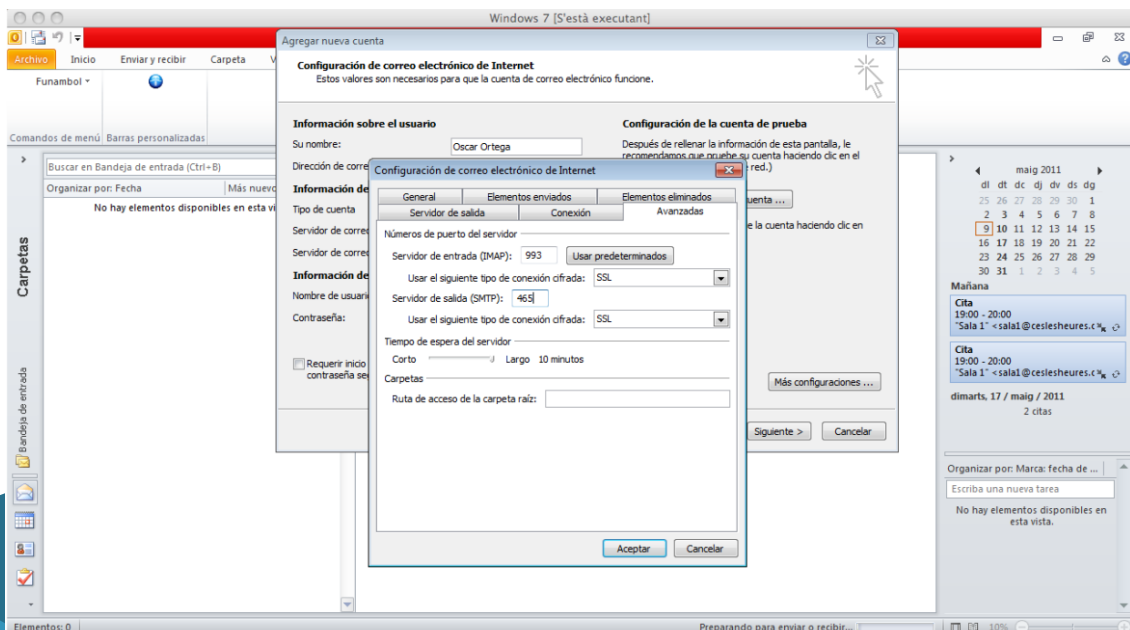 Windows 7 [S'està executant]
Archivo Inicio Enviar y recibir Carpeta V
Funambol
Comandos de menú Barras personalizadas
Buscar en Bandeja de entrada (Ctrl+B)
Organizar por: Fecha Más nuevo
No hay elementos disponibles en esta vi
Carpetas
Bandeja de entrada
Agregar nueva cuenta
Configuración de correo electrónico de Internet
Estos valores son necesarios para que la cuenta de correo electrónico funcione.
Información sobre el usuario
Su nombre: Oscar Ortega
Dirección de corre
Información de
Tipo de cuenta
Servidor de correo
Servidor de corre
Información de
Nombre de usuari
Contraseña:
Requerir inicio
contraseña se
Configuración de la cuenta de prueba
Después de rellenar la información de esta pantalla, le
recomendamos que pruebe su cuenta haciendo clic en el
red.)
uenta ...
e la cuenta haciendo clic en
Más configuraciones ...
Siguiente > Cancelar
Configuración de correo electrónico de Internet
General Elementos enviados Elementos eliminados
Servidor de salida Conexión Avanzadas
Números de puerto del servidor
Servidor de entrada (IMAP): 993 Usar predeterminados
Usar el siguiente tipo de conexión cifrada: SSL
Servidor de salida (SMTP): 465
Usar el siguiente tipo de conexión cifrada: SSL
Tiempo de espera del servidor
Corto Largo 10 minutos
Carpetas
Ruta de acceso de la carpeta raíz:
Aceptar Cancelar
maig 2011
dl dt dc dj dv ds dg
25 26 27 28 29 30 1
2 3 4 5 6 7 8
9 10 11 12 13 14 15
16 17 18 19 20 21 22
23 24 25 26 27 28 29
30 31 1 2 3 4 5
Mañana
Cita
19:00 - 20:00
"Sala 1" <sala1@ceslesheures.c
Cita
19:00 - 20:00
"Sala 1" <sala1@ceslesheures.c
dimarts, 17 / maig / 2011
2 citas
Organizar por: Marca: fecha de ...
Escriba una nueva tarea
No hay elementos disponibles en
esta vista.
Elementos: 0 Preparando para enviar o recibir... 10%